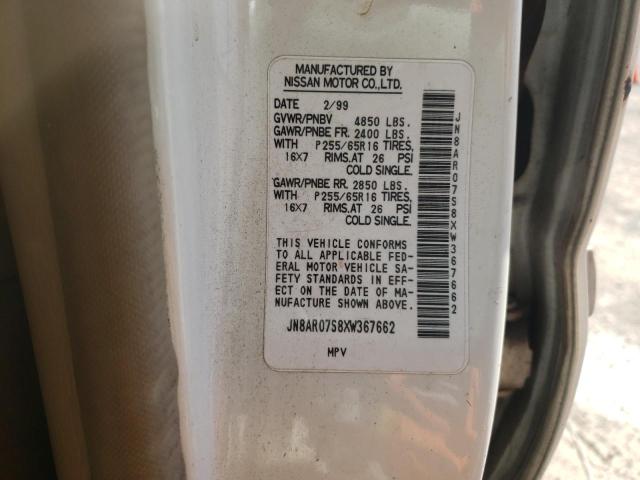 MANUFACTURED BY
NISSAN MOTOR CO.,LTD.
DATE 2/99
GVWR/PNBV 4850 LBS.
GAWR/PNBE FR. 2400 LBS.
WITH P255/65R16 TIRES,
16X7 RIMS,AT 26 PSI
COLD SINGLE.
GAWR/PNBE RR. 2850 LBS.
WITH P255/65R16 TIRES,
16X7 RIMS,AT 26 PSI
COLD SINGLE.
THIS VEHICLE CONFORMS
TO ALL APPLICABLE FED-
ERAL MOTOR VEHICLE SA-
FETY STANDARDS IN EFF-
ECT ON THE DATE OF MA-
NUFACTURE SHOWN ABOVE.
JN8AR07S8XW367662
MPV
JN8AR07S8XW367662